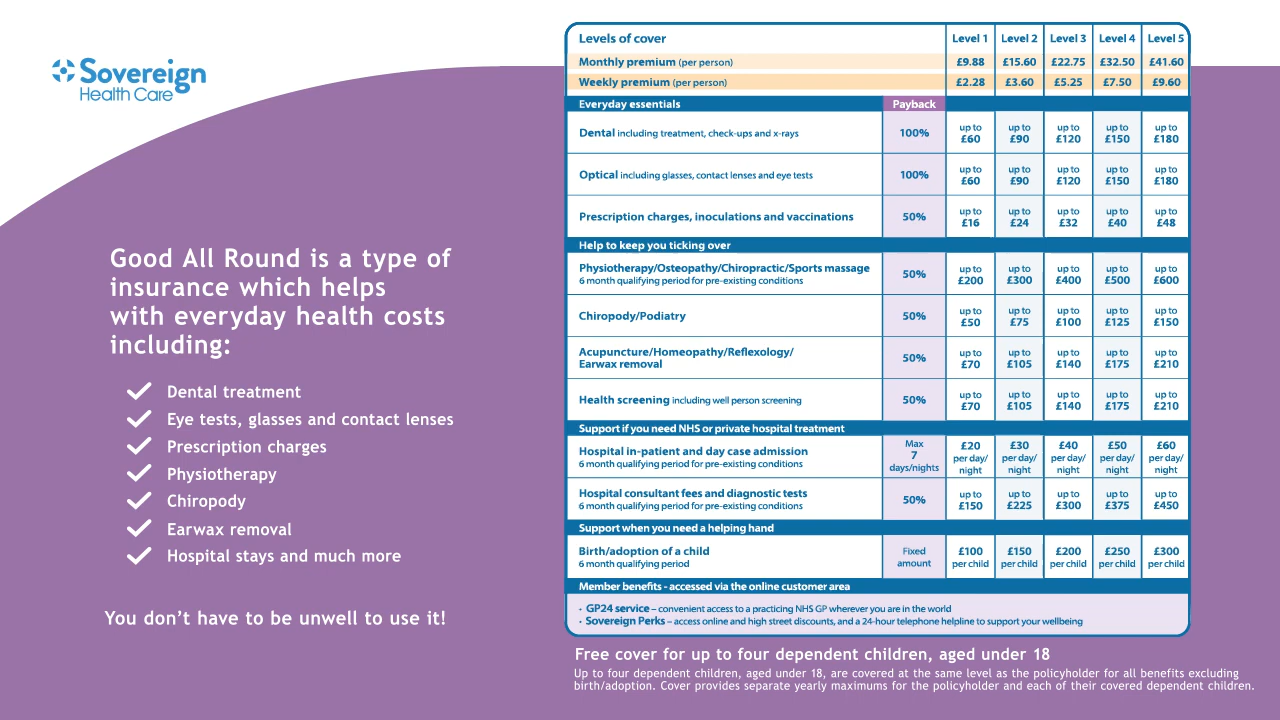 Sovereign
Health Care
Good All Round is a type of
insurance which helps
with everyday health costs
including:
Dental treatment
Eye tests, glasses and contact lenses
Prescription charges
Physiotherapy
Chiropody
Earwax removal
Hospital stays and much more
You don't have to be unwell to use it!
Levels of cover Level 1 Level 2 Level 3 Level 4 Level 5
Monthly premium (per person) £9.88 £15.60 £22.75 £32.50 £41.60
Weekly premium (per person) £2.28 £3.60 £5.25 £7.50 £9.60
Everyday essentials Payback
Dental including treatment, check-ups and x-rays 100% up to £60 up to £90 up to £120 up to £150 up to £180
Optical including glasses, contact lenses and eye tests 100% up to £60 up to £90 up to £120 up to £150 up to £180
Prescription charges, inoculations and vaccinations 50% up to £16 up to £24 up to £32 up to £40 up to £48
Help to keep you ticking over
Physiotherapy/Osteopathy/Chiropractic/Sports massage
6 month qualifying period for pre-existing conditions 50% up to £200 up to £300 up to £400 up to £500 up to £600
Chiropody/Podiatry 50% up to £50 up to £75 up to £100 up to £125 up to £150
Acupuncture/Homeopathy/Reflexology/
Earwax removal 50% up to £70 up to £105 up to £140 up to £175 up to £210
Health screening including well person screening 50% up to £70 up to £105 up to £140 up to £175 up to £210
Support if you need NHS or private hospital treatment
Hospital in-patient and day case admission
6 month qualifying period for pre-existing conditions Max 7 days/nights £20 per day/night £30 per day/night £40 per day/night £50 per day/night £60 per day/night
Hospital consultant fees and diagnostic tests
6 month qualifying period for pre-existing conditions 50% up to £150 up to £225 up to £300 up to £375 up to £450
Support when you need a helping hand
Birth/adoption of a child
6 month qualifying period Fixed amount £100 per child £150 per child £200 per child £250 per child £300 per child
Member benefits - accessed via the online customer area
• GP24 service – convenient access to a practicing NHS GP wherever you are in the world
• Sovereign Perks – access online and high street discounts, and a 24-hour telephone helpline to support your wellbeing
Free cover for up to four dependent children, aged under 18
Up to four dependent children, aged under 18, are covered at the same level as the policyholder for all benefits excluding
birth/adoption. Cover provides separate yearly maximums for the policyholder and each of their covered dependent children.